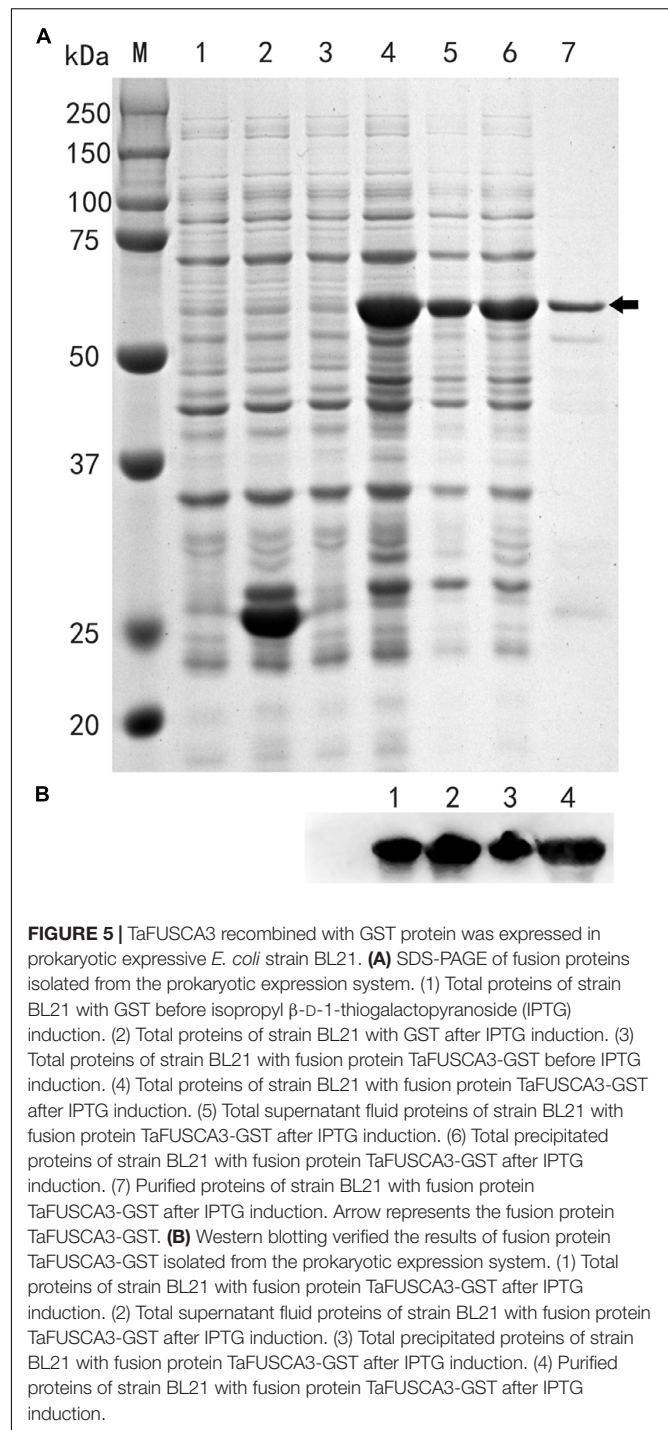 A
kDa M 1 2 3 4 5 6 7
250
150
100
75
50
37
25
20
B
1 2 3 4
FIGURE 5 | TaFUSCA3 recombined with GST protein was expressed in
prokaryotic expressive E. coli strain BL21. (A) SDS-PAGE of fusion proteins
isolated from the prokaryotic expression system. (1) Total proteins of strain
BL21 with GST before isopropyl β-D-1-thiogalactopyranoside (IPTG)
induction. (2) Total proteins of strain BL21 with GST after IPTG induction. (3)
Total proteins of strain BL21 with fusion protein TaFUSCA3-GST before IPTG
induction. (4) Total proteins of strain BL21 with fusion protein TaFUSCA3-GST
after IPTG induction. (5) Total supernatant fluid proteins of strain BL21 with
fusion protein TaFUSCA3-GST after IPTG induction. (6) Total precipitated
proteins of strain BL21 with fusion protein TaFUSCA3-GST after IPTG
induction. (7) Purified proteins of strain BL21 with fusion protein
TaFUSCA3-GST after IPTG induction. Arrow represents the fusion protein
TaFUSCA3-GST. (B) Western blotting verified the results of fusion protein
TaFUSCA3-GST isolated from the prokaryotic expression system. (1) Total
proteins of strain BL21 with fusion protein TaFUSCA3-GST after IPTG
induction. (2) Total supernatant fluid proteins of strain BL21 with fusion protein
TaFUSCA3-GST after IPTG induction. (3) Total precipitated proteins of strain
BL21 with fusion protein TaFUSCA3-GST after IPTG induction. (4) Purified
proteins of strain BL21 with fusion protein TaFUSCA3-GST after IPTG
induction.